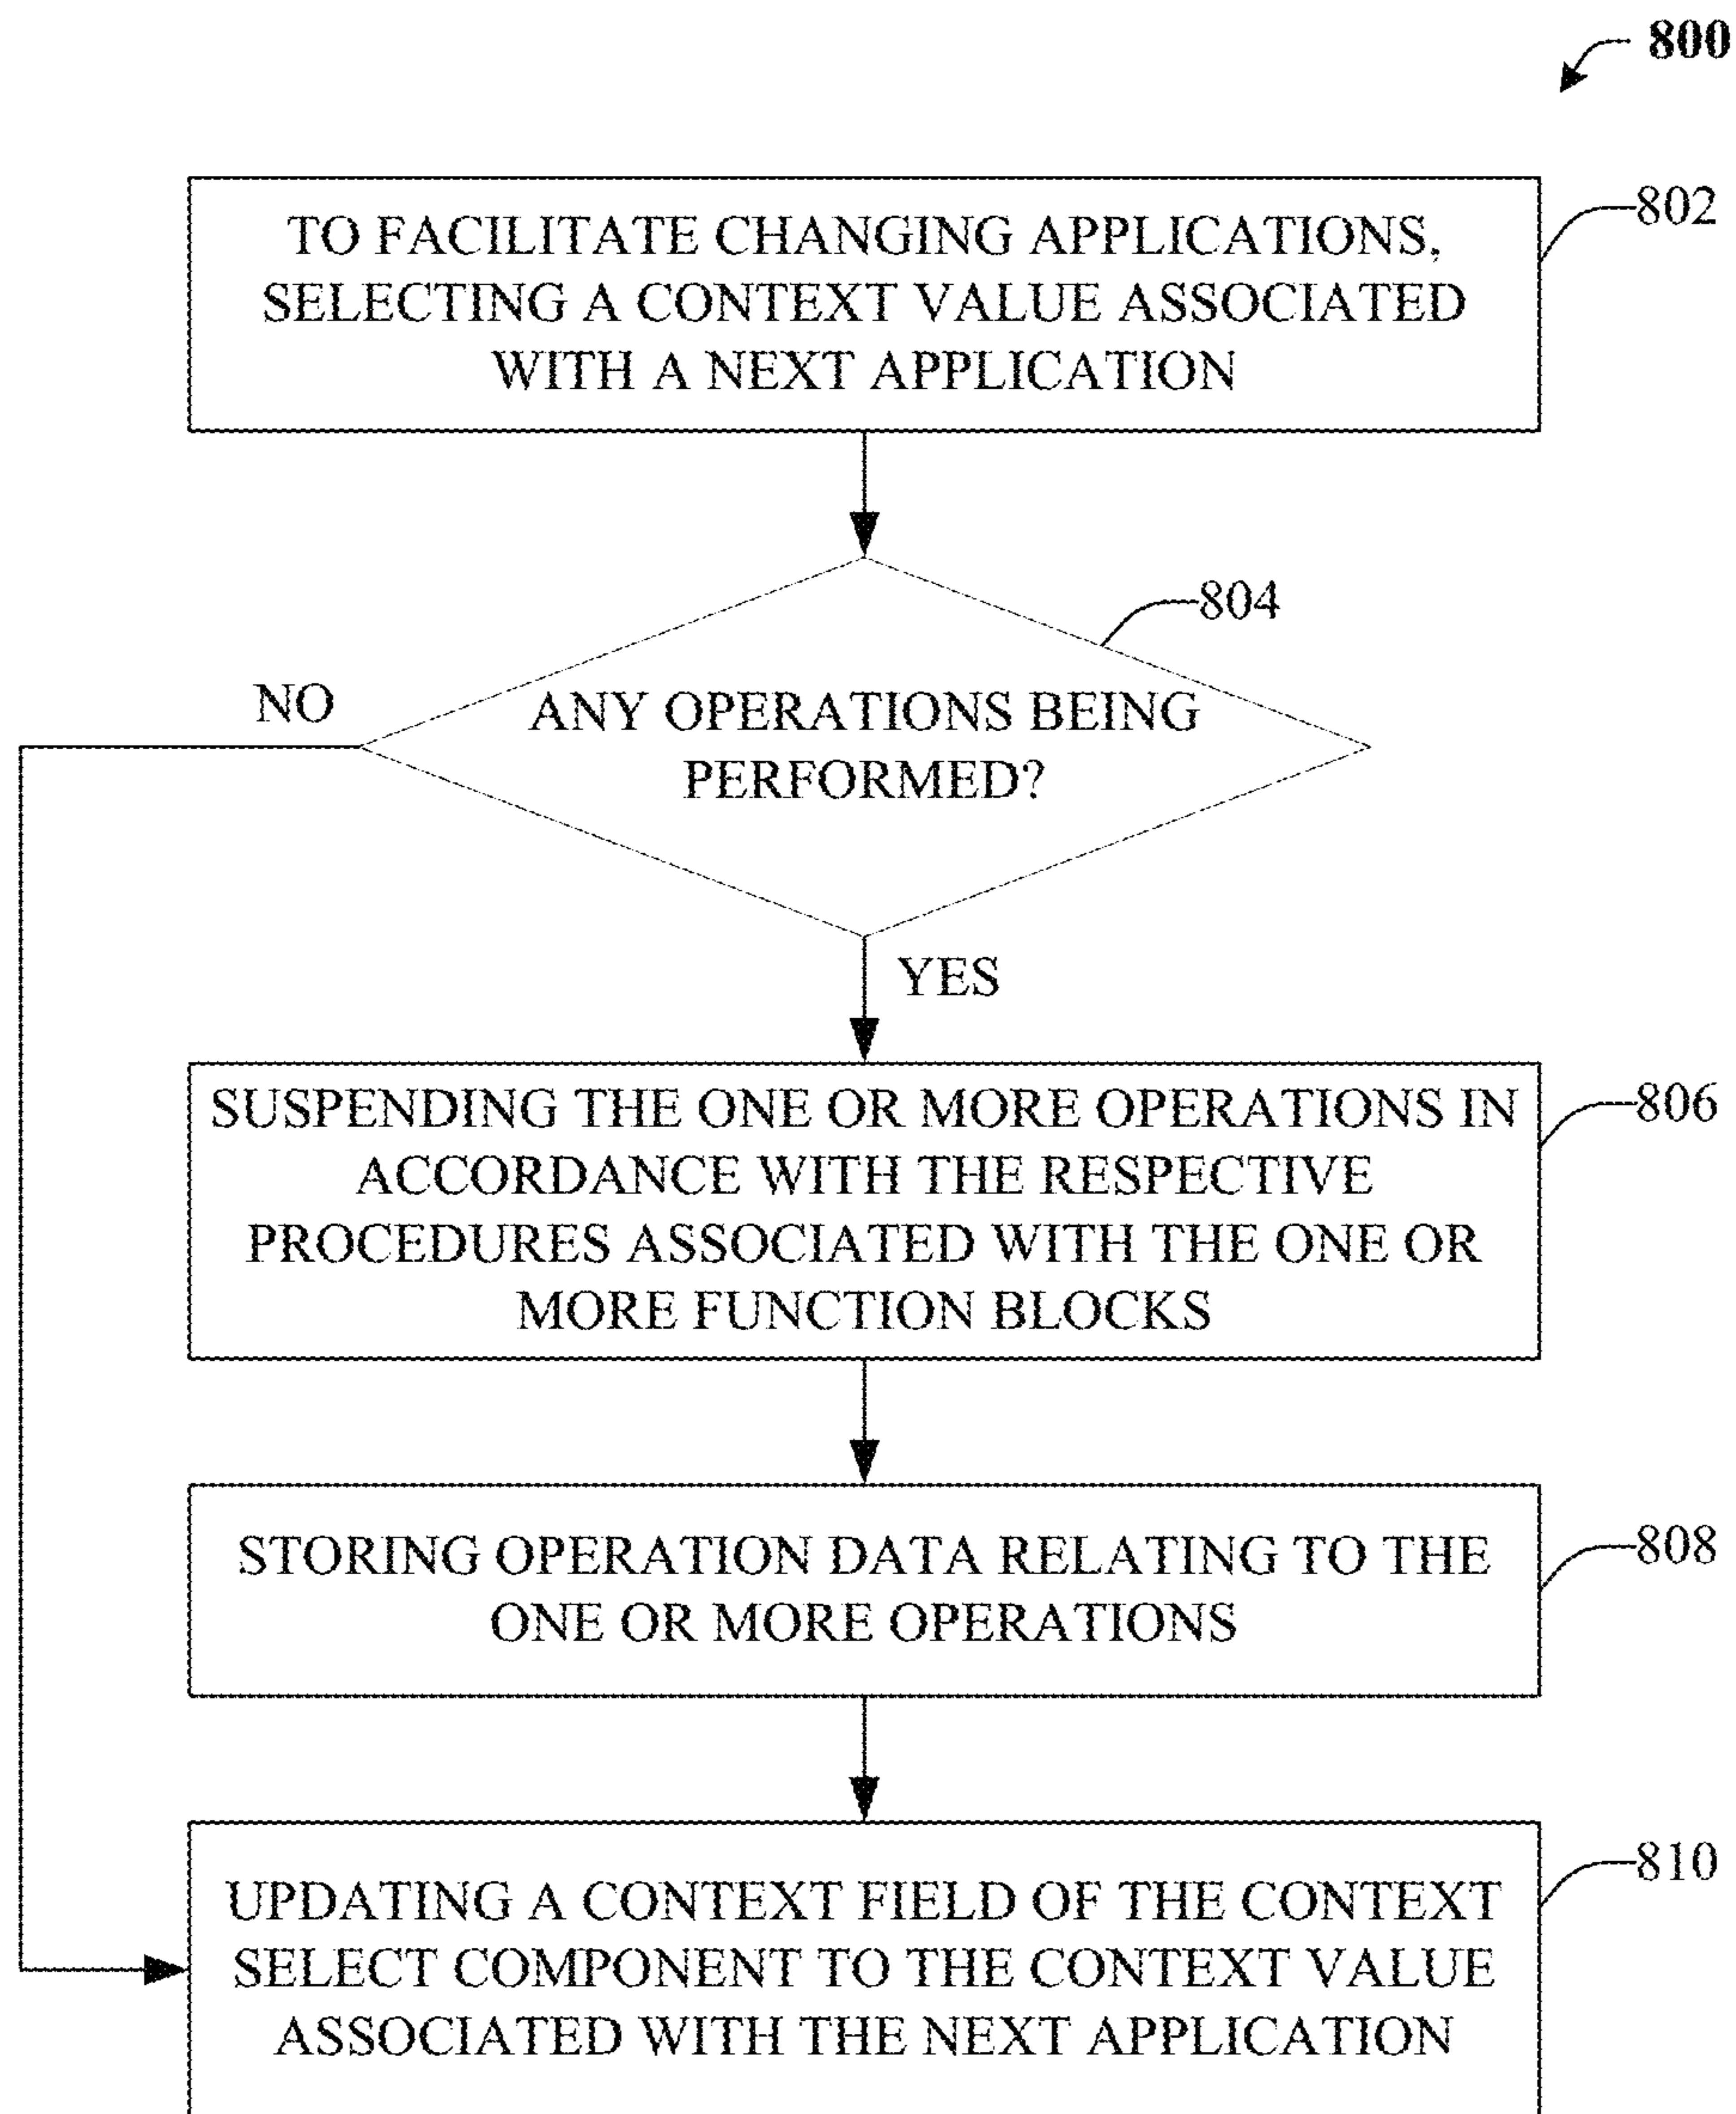 800
TO FACILITATE CHANGING APPLICATIONS,
SELECTING A CONTEXT VALUE ASSOCIATED
WITH A NEXT APPLICATION
802
804
ANY OPERATIONS BEING
PERFORMED?
NO
YES
SUSPENDING THE ONE OR MORE OPERATIONS IN
ACCORDANCE WITH THE RESPECTIVE
PROCEDURES ASSOCIATED WITH THE ONE OR
MORE FUNCTION BLOCKS
806
STORING OPERATION DATA RELATING TO THE
ONE OR MORE OPERATIONS
808
UPDATING A CONTEXT FIELD OF THE CONTEXT
SELECT COMPONENT TO THE CONTEXT VALUE
ASSOCIATED WITH THE NEXT APPLICATION
810